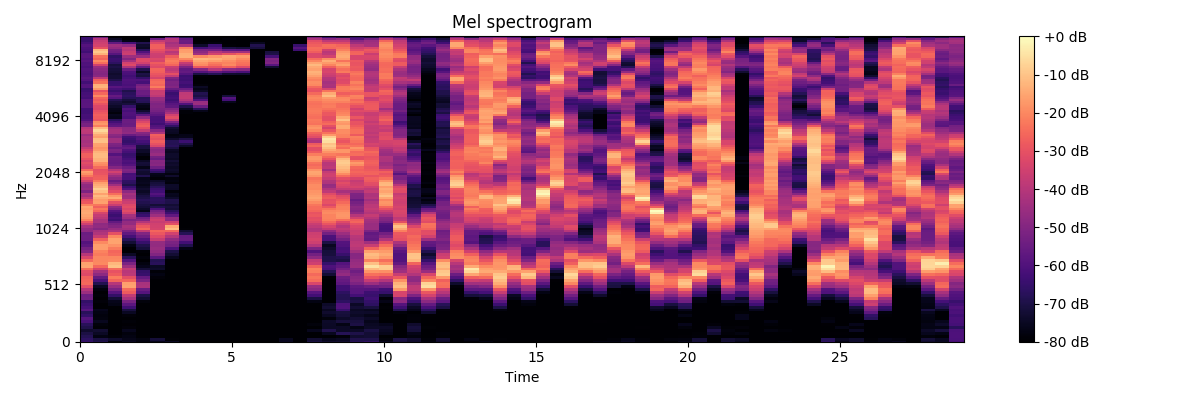 Mel spectrogram
Hz
8192
4096
2048
1024
512
0
0 5 10 15 20 25
Time
+0 dB
-10 dB
-20 dB
-30 dB
-40 dB
-50 dB
-60 dB
-70 dB
-80 dB